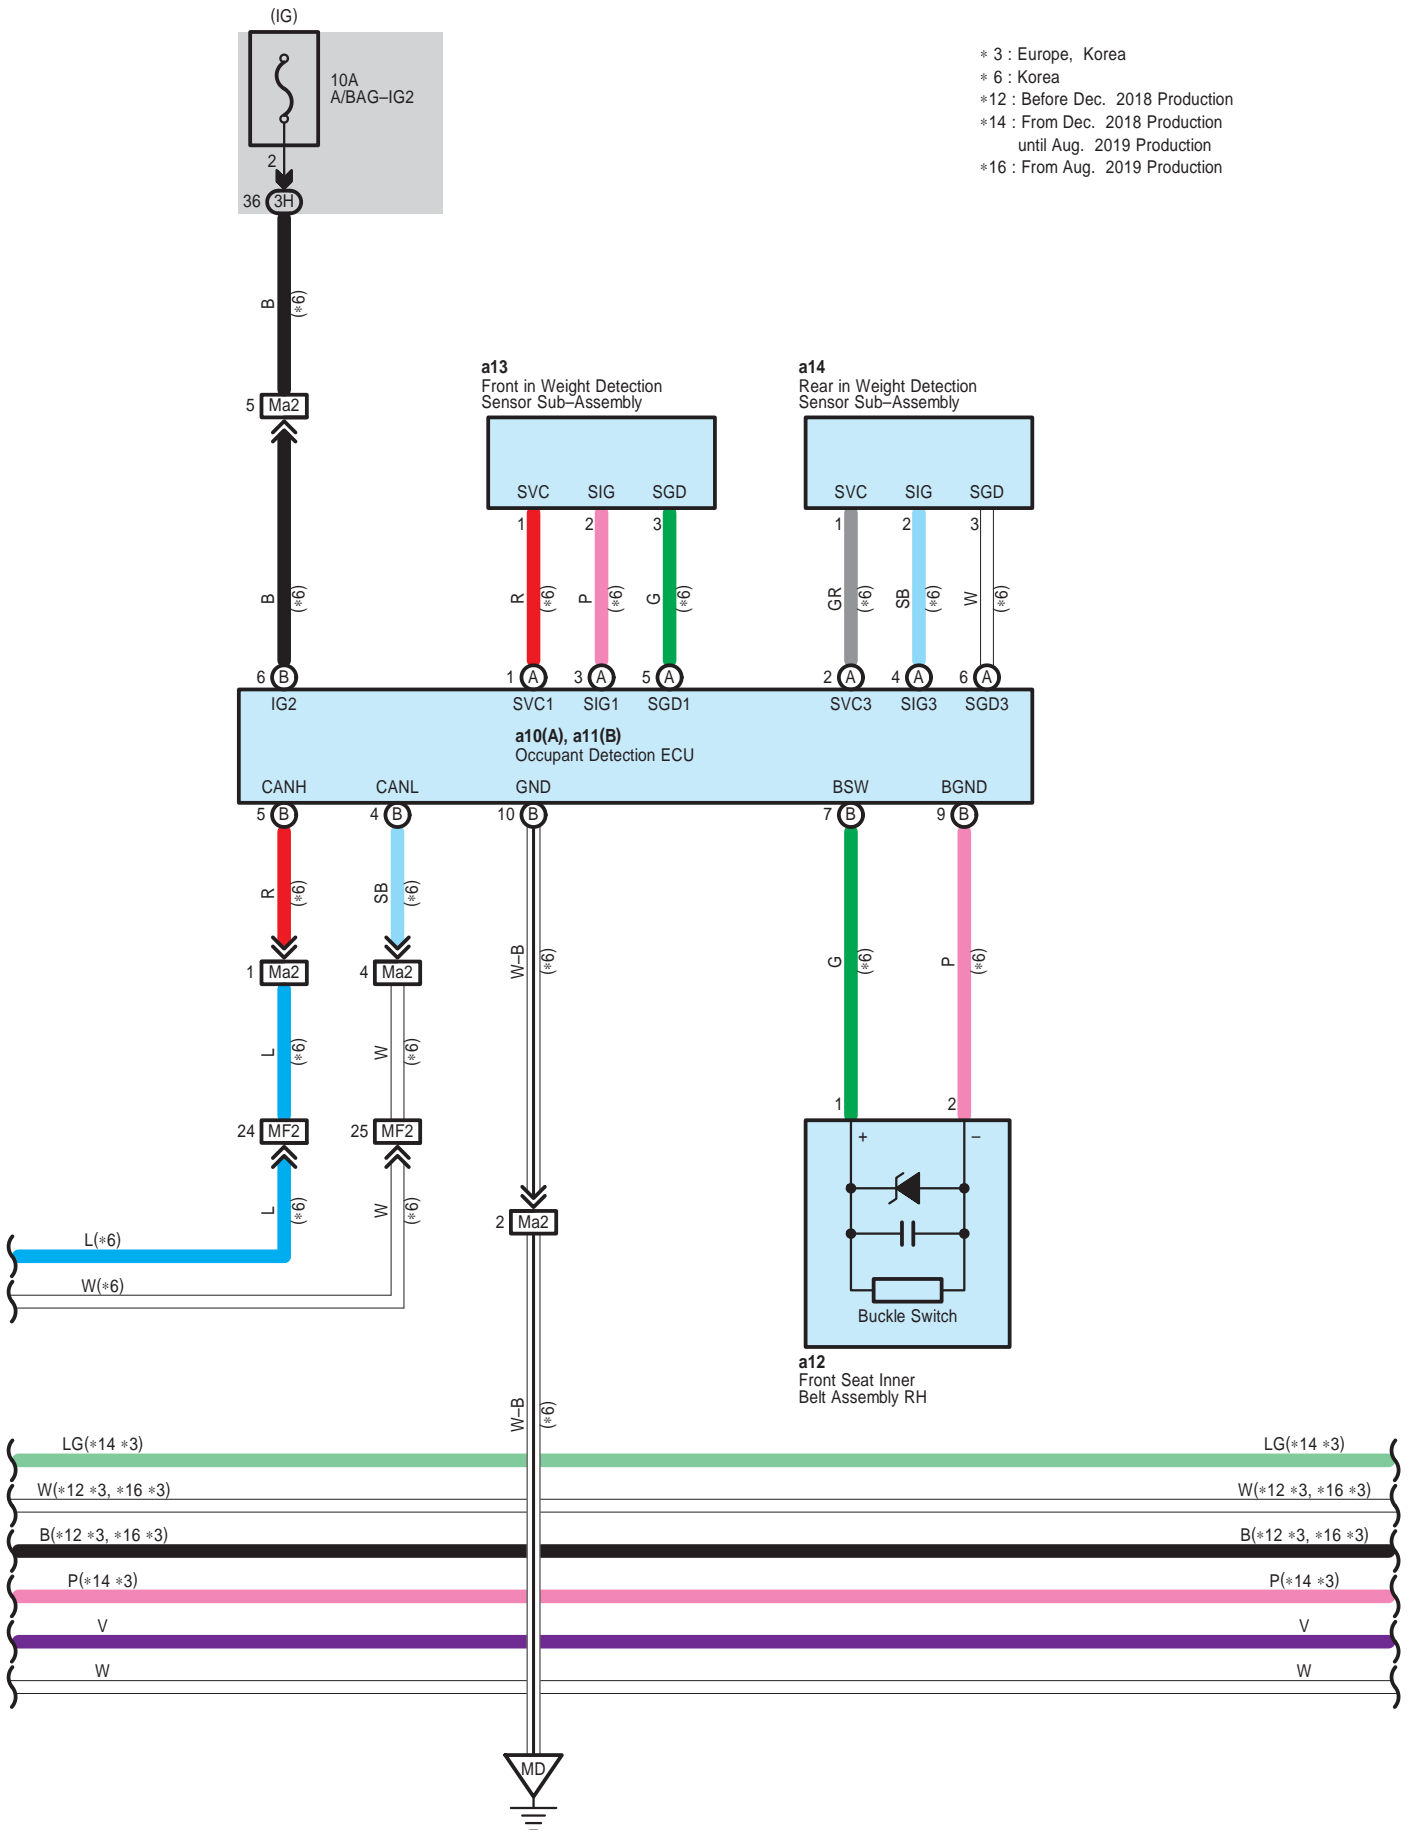 (IG)
10A
A/BAG–IG2
2
36 3H
* 3 : Europe, Korea
* 6 : Korea
*12 : Before Dec. 2018 Production
*14 : From Dec. 2018 Production
until Aug. 2019 Production
*16 : From Aug. 2019 Production
B (*6)
5 Ma2
B (*6)
a13
Front in Weight Detection
Sensor Sub–Assembly
SVC SIG SGD
1 2 3
R (*6) P (*6) G (*6)
a14
Rear in Weight Detection
Sensor Sub–Assembly
SVC SIG SGD
1 2 3
GR (*6) SB (*6) W (*6)
6 B 1 A 3 A 5 A 2 A 4 A 6 A
IG2 SVC1 SIG1 SGD1 SVC3 SIG3 SGD3
a10(A), a11(B)
Occupant Detection ECU
CANH CANL GND BSW BGND
5 B 4 B 10 B 7 B 9 B
R (*6) SB (*6) W–B (*6) G (*6) P (*6)
1 Ma2 4 Ma2
L (*6) W (*6)
24 MF2 25 MF2
L (*6) W (*6)
2 Ma2
L(*6)
W(*6)
1 2
+ –
Buckle Switch
a12
Front Seat Inner
Belt Assembly RH
W–B (*6)
LG(*14 *3) LG(*14 *3)
W(*12 *3, *16 *3) W(*12 *3, *16 *3)
B(*12 *3, *16 *3) B(*12 *3, *16 *3)
P(*14 *3) P(*14 *3)
V V
W W
MD